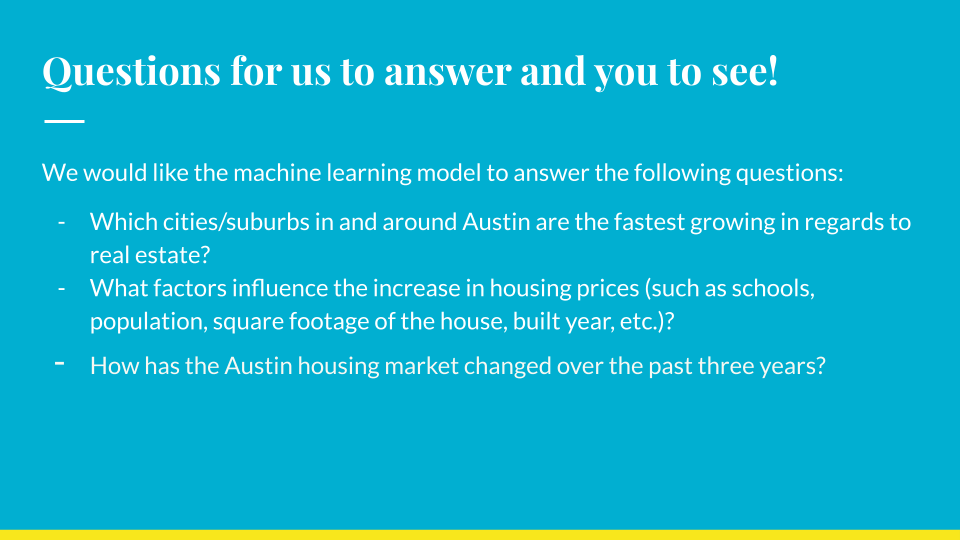 Questions for us to answer and you to see!
We would like the machine learning model to answer the following questions:
- Which cities/suburbs in and around Austin are the fastest growing in regards to
real estate?
- What factors influence the increase in housing prices (such as schools,
population, square footage of the house, built year, etc.)?
- How has the Austin housing market changed over the past three years?